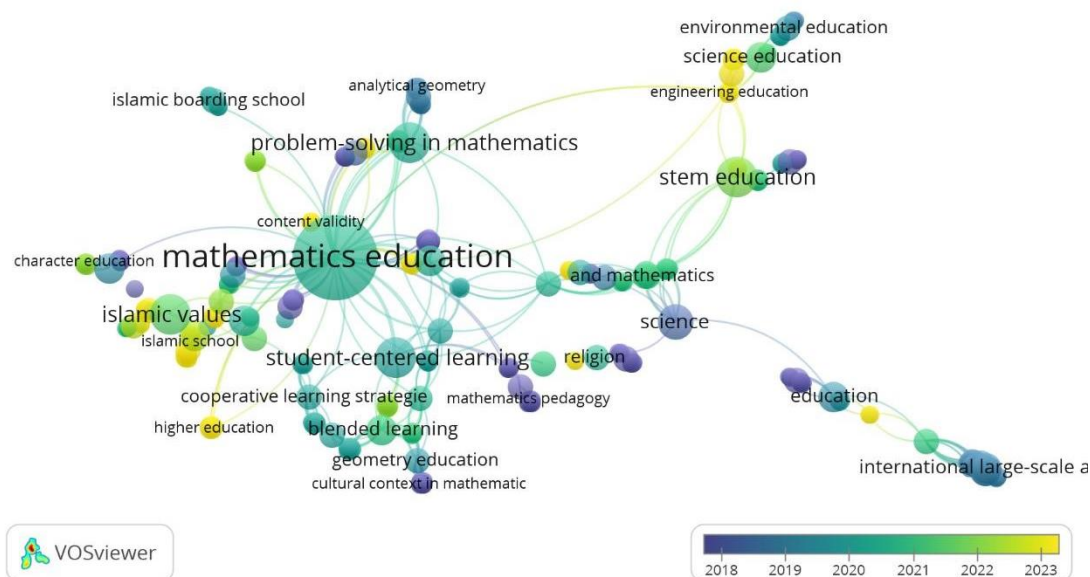 environmental education
science education
engineering education
analytical geometry
islamic boarding school
problem-solving in mathematics
stem education
content validity
mathematics education
character education
and mathematics
islamic values
science
islamic school
student-centered learning
religion
cooperative learning strategie
mathematics pedagogy
education
higher education
blended learning
geometry education
international large-scale a
cultural context in mathematic
VOSviewer
2018 2019 2020 2021 2022 2023